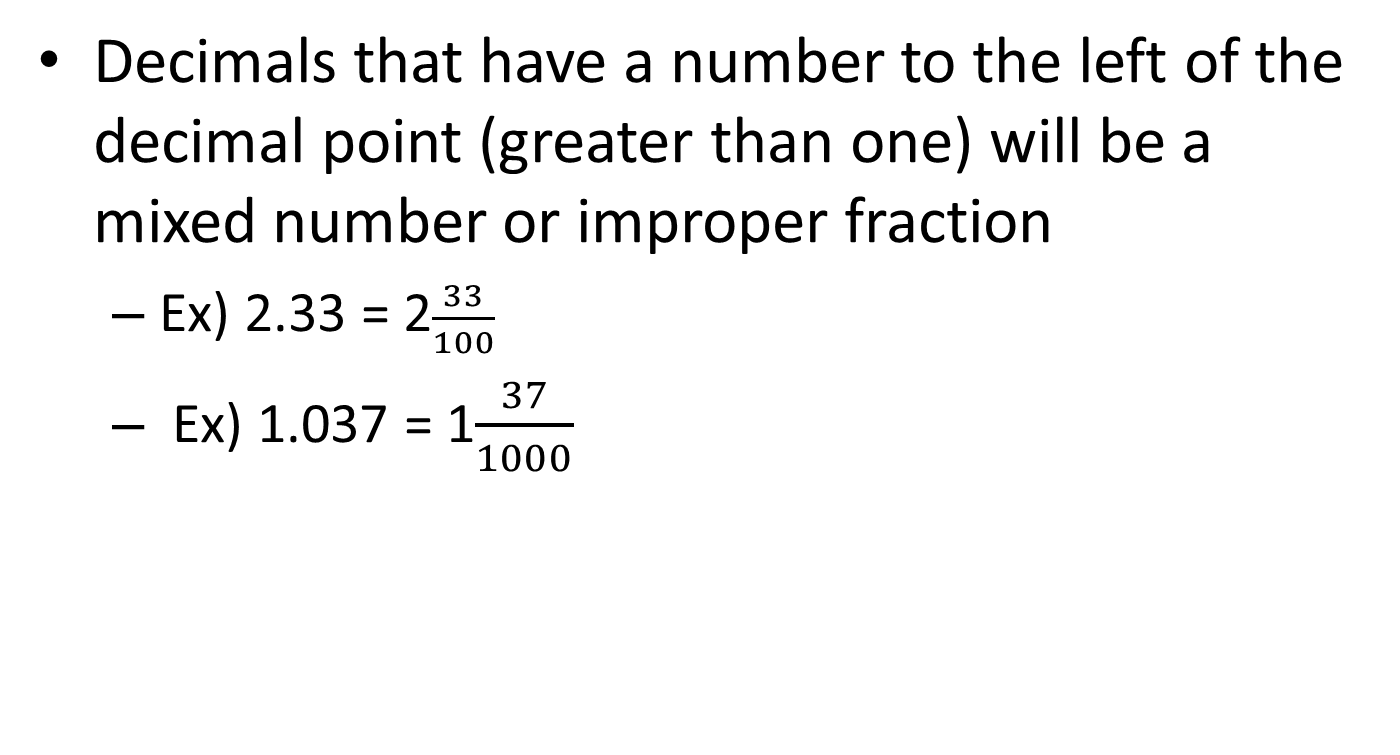 • Decimals that have a number to the left of the
decimal point (greater than one) will be a
mixed number or improper fraction
– Ex) 2.33 = 2 33/100
– Ex) 1.037 = 1 37/1000